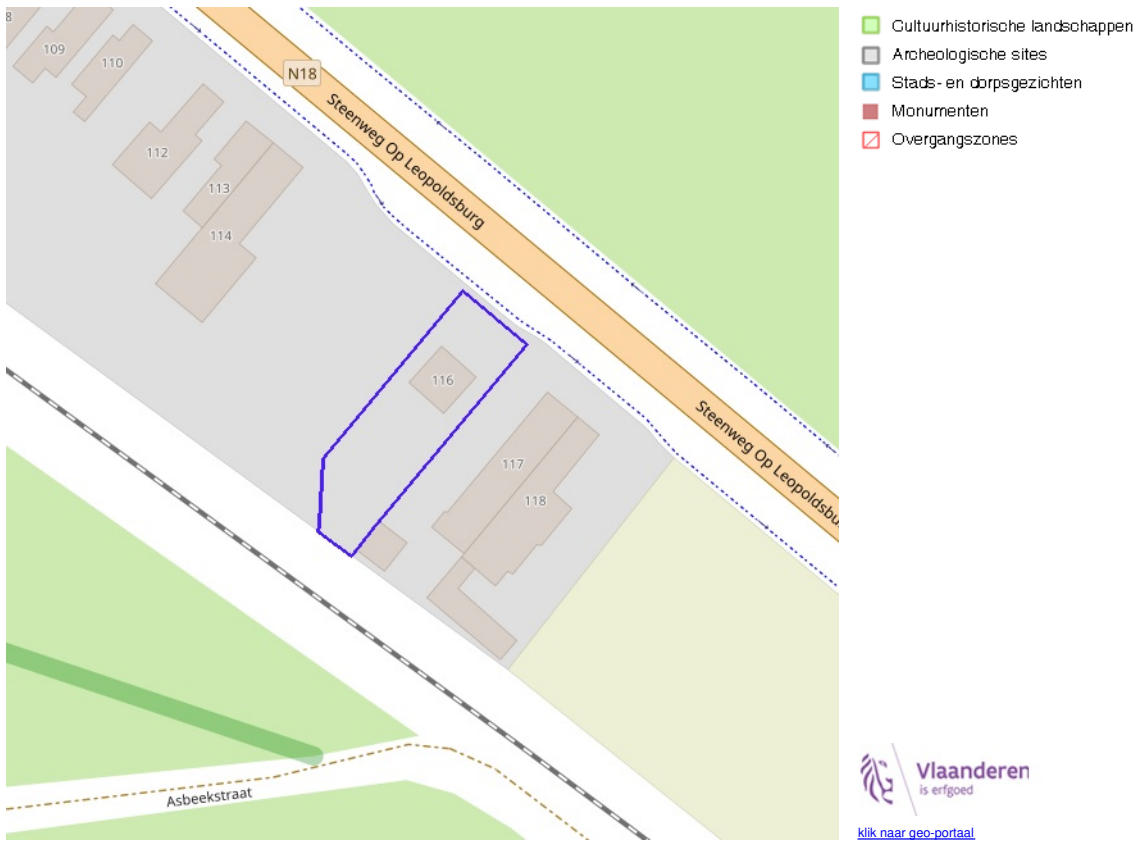 8
109
110
112
113
114
116
117
118
N18
Steenweg Op Leopoldsburg
Steenweg Op Leopoldsbu
Asbeekstraat
Cultuurhistorische landschappen
Archeologische sites
Stads- en dorpsgezichten
Monumenten
Overgangszones
Vlaanderen
is erfgoed
klik naar geo-portaal